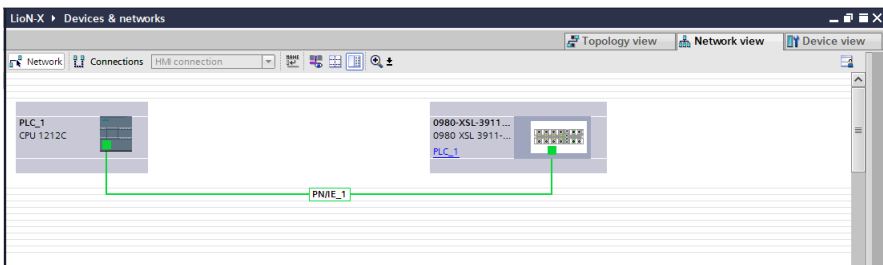 LioN-X ▸ Devices & networks
Topology view Network view Device view
Network Connections HMI connection
PLC_1
CPU 1212C
0980-XSL-3911...
0980 XSL 3911-...
PLC_1
PN/IE_1